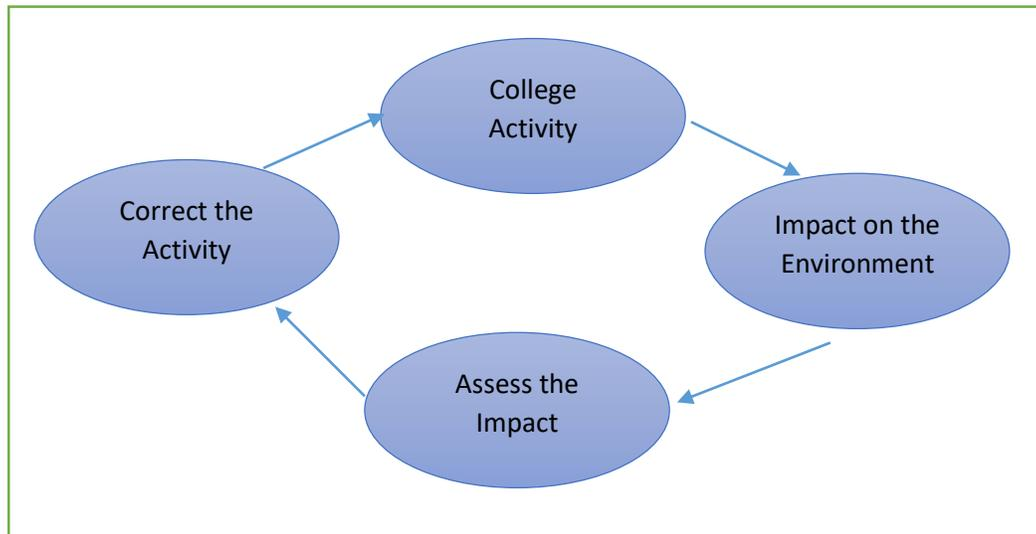 College
Activity
Impact on the
Environment
Assess the
Impact
Correct the
Activity